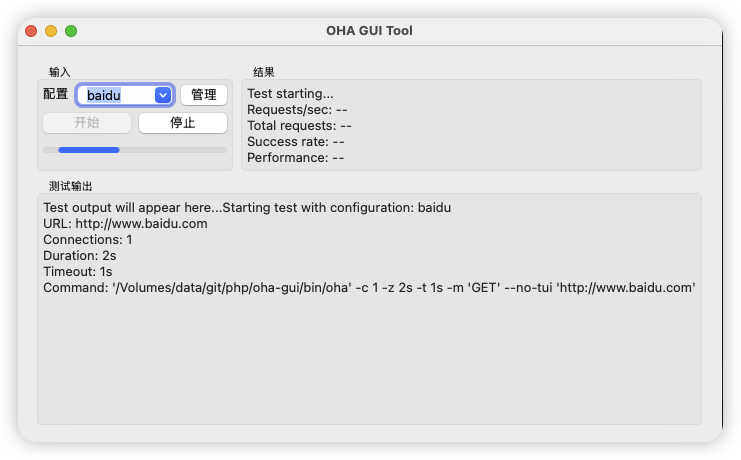 OHA GUI Tool
输入
配置 baidu 管理
开始 停止
结果
Test starting...
Requests/sec: --
Total requests: --
Success rate: --
Performance: --
测试输出
Test output will appear here...Starting test with configuration: baidu
URL: http://www.baidu.com
Connections: 1
Duration: 2s
Timeout: 1s
Command: '/Volumes/data/git/php/oha-gui/bin/oha' -c 1 -z 2s -t 1s -m 'GET' --no-tui 'http://www.baidu.com'